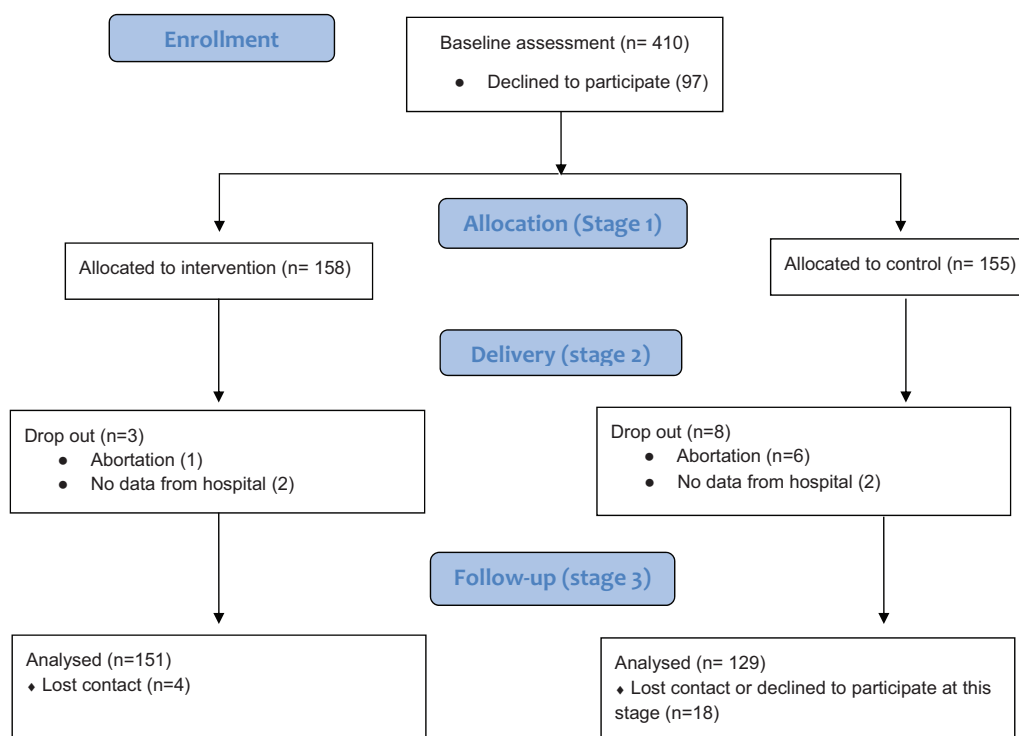 Enrollment
Baseline assessment (n= 410)
● Declined to participate (97)
Allocation (Stage 1)
Allocated to intervention (n= 158)
Allocated to control (n= 155)
Delivery (stage 2)
Drop out (n=3)
● Abortation (1)
● No data from hospital (2)
Drop out (n=8)
● Abortation (n=6)
● No data from hospital (2)
Follow-up (stage 3)
Analysed (n=151)
♦ Lost contact (n=4)
Analysed (n= 129)
♦ Lost contact or declined to participate at this
stage (n=18)